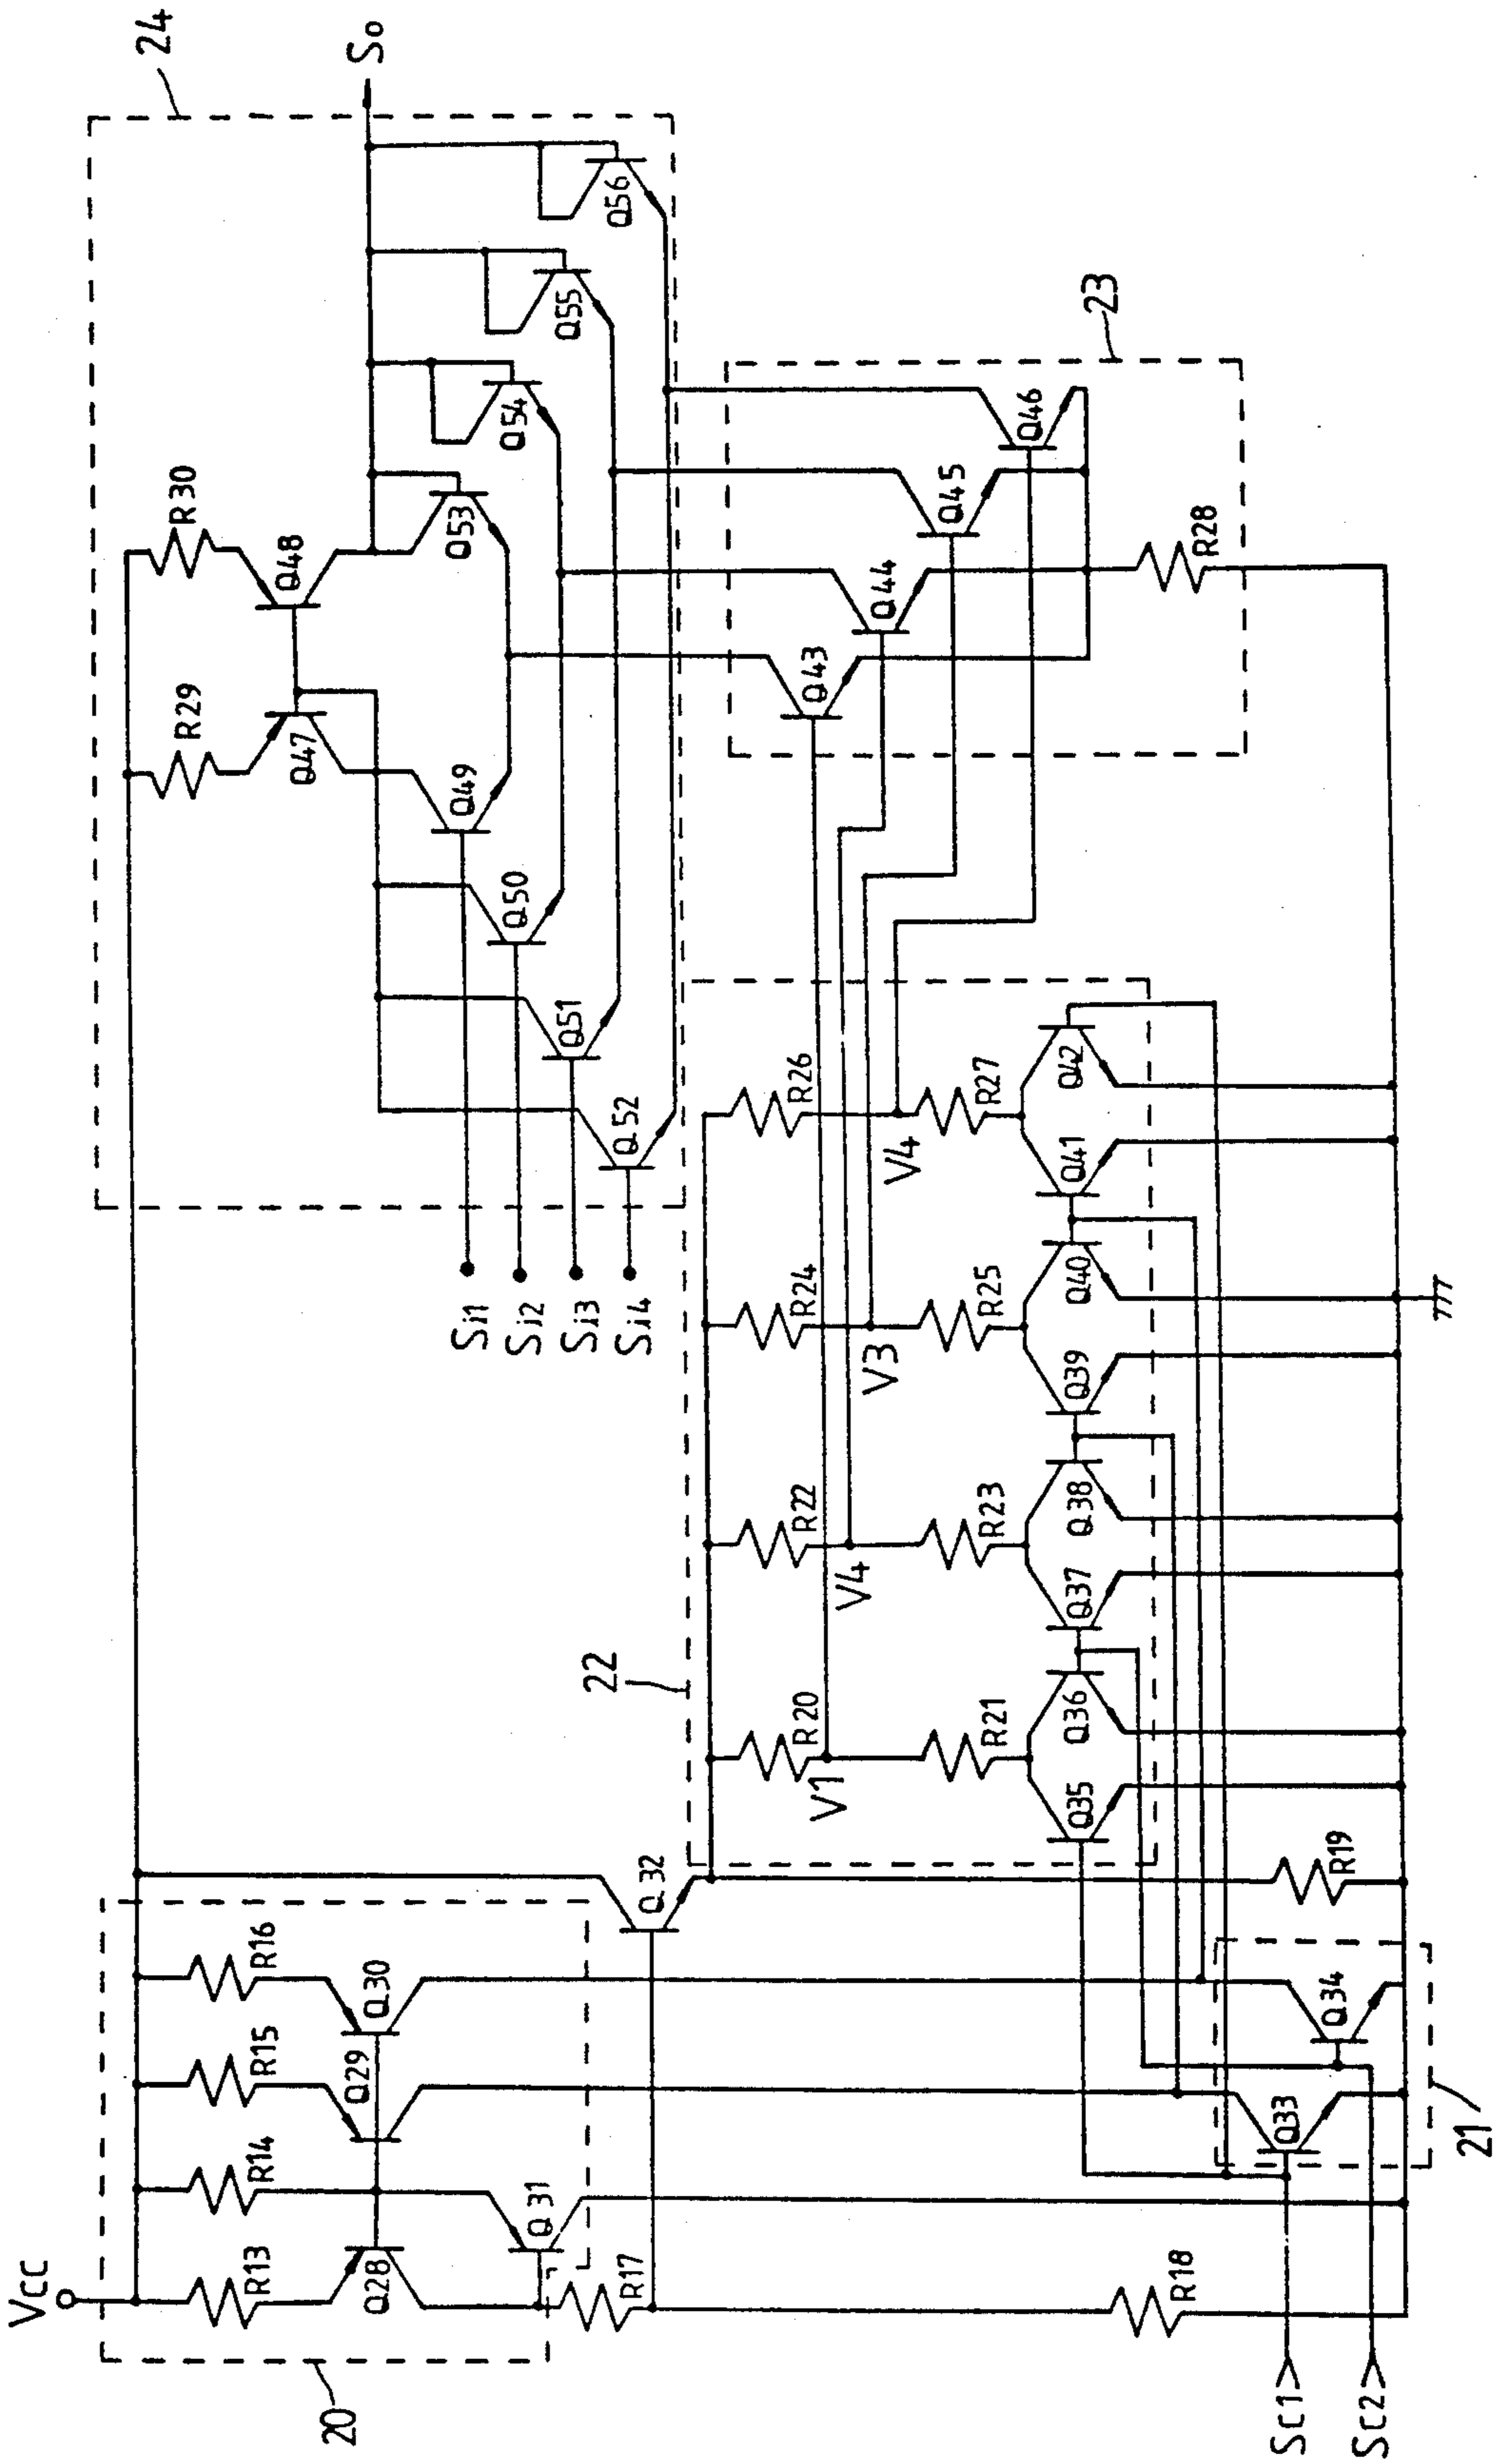 24
So
R30
R29
Q48
Q47
Q53
Q54
Q55
Q56
Q49
Q50
Q51
Q52
Si1
Si2
Si3
Si4
23
Q43
Q44
Q45
Q46
R28
22
R20
R22
R24
R26
V1
V4
V3
V4
R21
R23
R25
R27
Q35
Q36
Q37
Q38
Q39
Q40
Q41
Q42
Vcc
20
R13
R14
R15
R16
Q28
Q29
Q30
Q31
Q32
R17
R18
R19
Q33
Q34
21
SC1
SC2